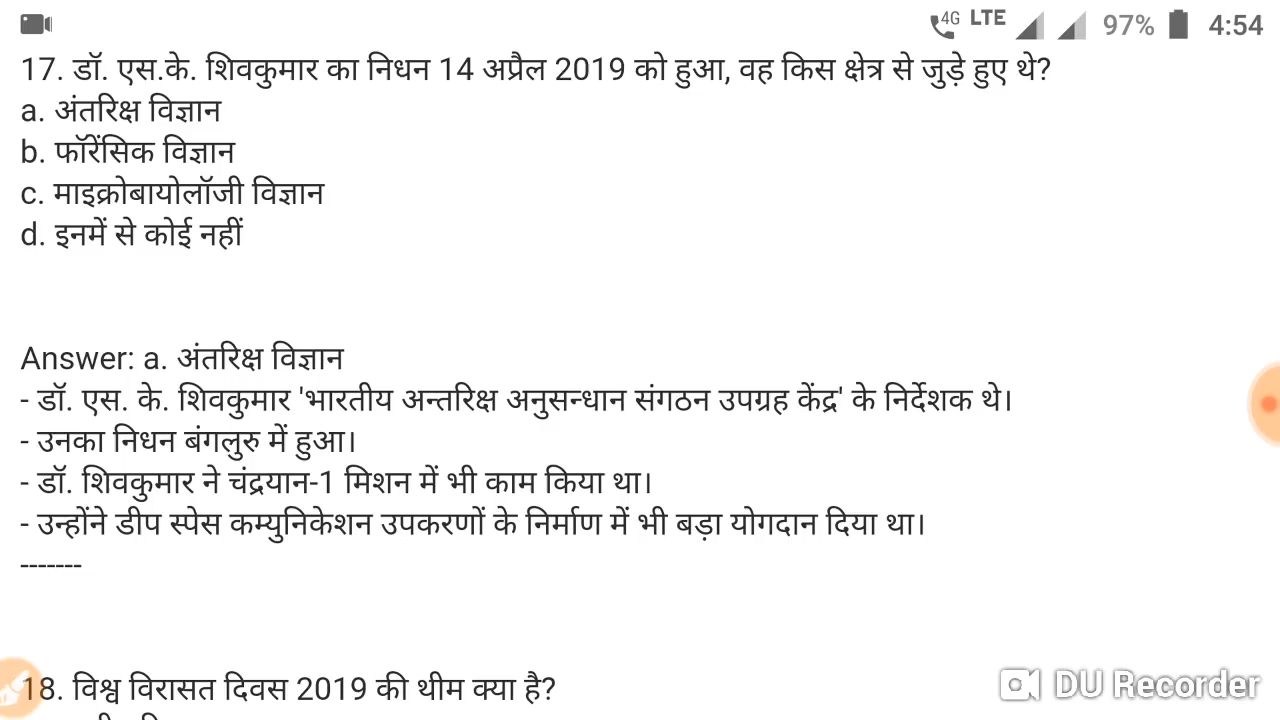 4G LTE 97% 4:54
17. डॉ. एस.के. शिवकुमार का निधन 14 अप्रैल 2019 को हुआ, वह किस क्षेत्र से जुड़े हुए थे?
a. अंतरिक्ष विज्ञान
b. फॉरेंसिक विज्ञान
c. माइक्रोबायोलॉजी विज्ञान
d. इनमें से कोई नहीं
Answer: a. अंतरिक्ष विज्ञान
- डॉ. एस. के. शिवकुमार 'भारतीय अन्तरिक्ष अनुसन्धान संगठन उपग्रह केंद्र' के निर्देशक थे।
- उनका निधन बंगलुरु में हुआ।
- डॉ. शिवकुमार ने चंद्रयान-1 मिशन में भी काम किया था।
- उन्होंने डीप स्पेस कम्युनिकेशन उपकरणों के निर्माण में भी बड़ा योगदान दिया था।
-------
18. विश्व विरासत दिवस 2019 की थीम क्या है?
DU Recorder